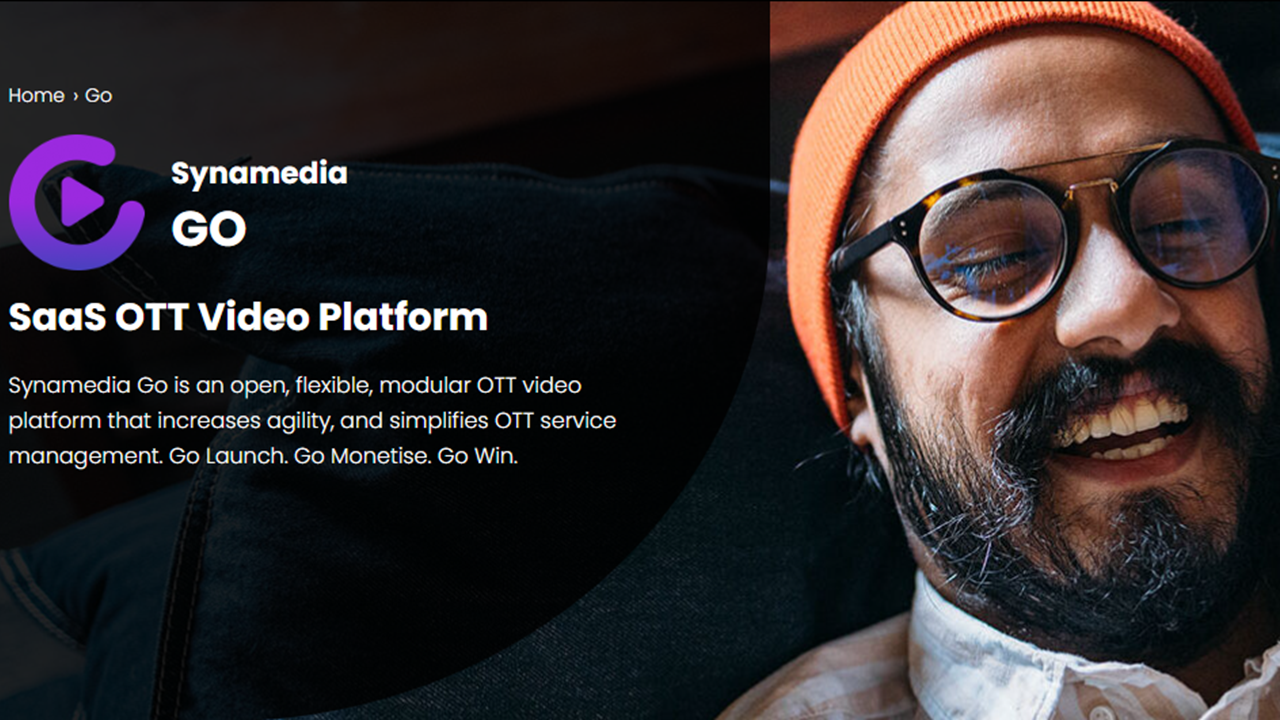 Home › Go
Synamedia
GO
SaaS OTT Video Platform
Synamedia Go is an open, flexible, modular OTT video
platform that increases agility, and simplifies OTT service
management. Go Launch. Go Monetise. Go Win.